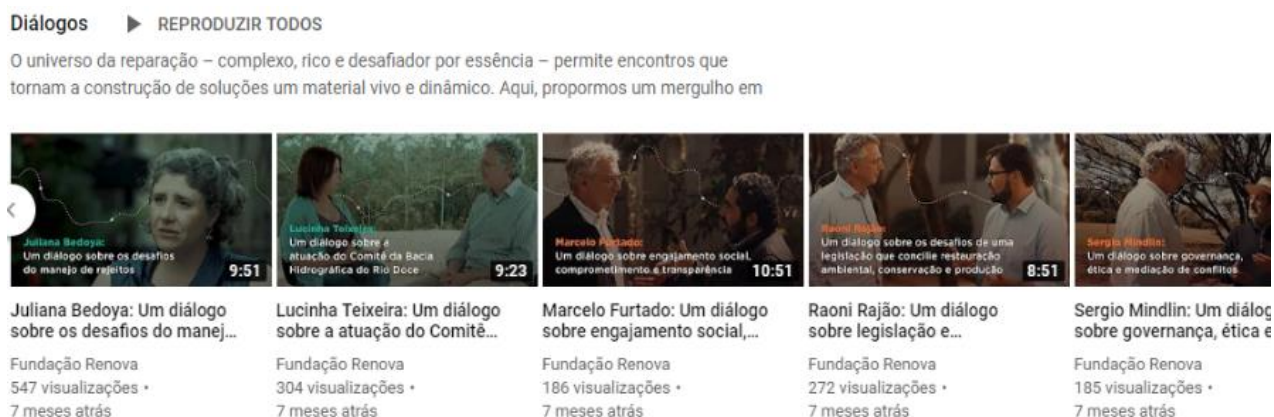 Diálogos REPRODUZIR TODOS
O universo da reparação – complexo, rico e desafiador por essência – permite encontros que
tornam a construção de soluções um material vivo e dinâmico. Aqui, propormos um mergulho em
Juliana Bedoya:
Um diálogo sobre os desafios
do manejo de rejeitos
9:51
Lucinha Teixeira:
Um diálogo sobre a
atuação do Comitê da Bacia
Hidrográfica do Rio Doce
9:23
Marcelo Furtado:
Um diálogo sobre engajamento social,
comprometimento e transparência
10:51
Raoni Rajão:
Um diálogo sobre os desafios de uma
legislação que concilie restauração
ambiental, conservação e produção
8:51
Sergio Mindlin:
Um diálogo sobre governança,
ética e mediação de conflitos
Juliana Bedoya: Um diálogo
sobre os desafios do manej...
Fundação Renova
547 visualizações •
7 meses atrás
Lucinha Teixeira: Um diálogo
sobre a atuação do Comitê...
Fundação Renova
304 visualizações •
7 meses atrás
Marcelo Furtado: Um diálogo
sobre engajamento social,...
Fundação Renova
186 visualizações •
7 meses atrás
Raoni Rajão: Um diálogo
sobre legislação e...
Fundação Renova
272 visualizações •
7 meses atrás
Sergio Mindlin: Um diálog
sobre governança, ética e
Fundação Renova
185 visualizações •
7 meses atrás